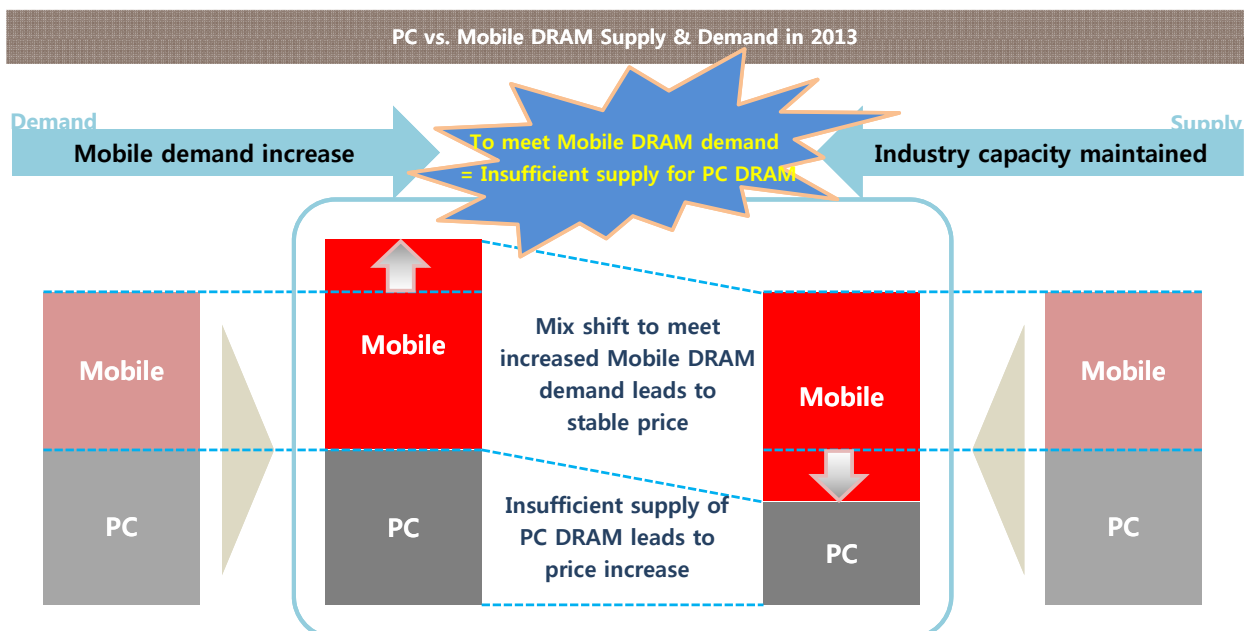 PC vs. Mobile DRAM Supply & Demand in 2013
Demand
Mobile demand increase
To meet Mobile DRAM demand
= Insufficient supply for PC DRAM
Supply
Industry capacity maintained
Mobile
PC
Mobile
PC
Mix shift to meet
increased Mobile DRAM
demand leads to
stable price
Insufficient supply of
PC DRAM leads to
price increase
Mobile
PC
Mobile
PC